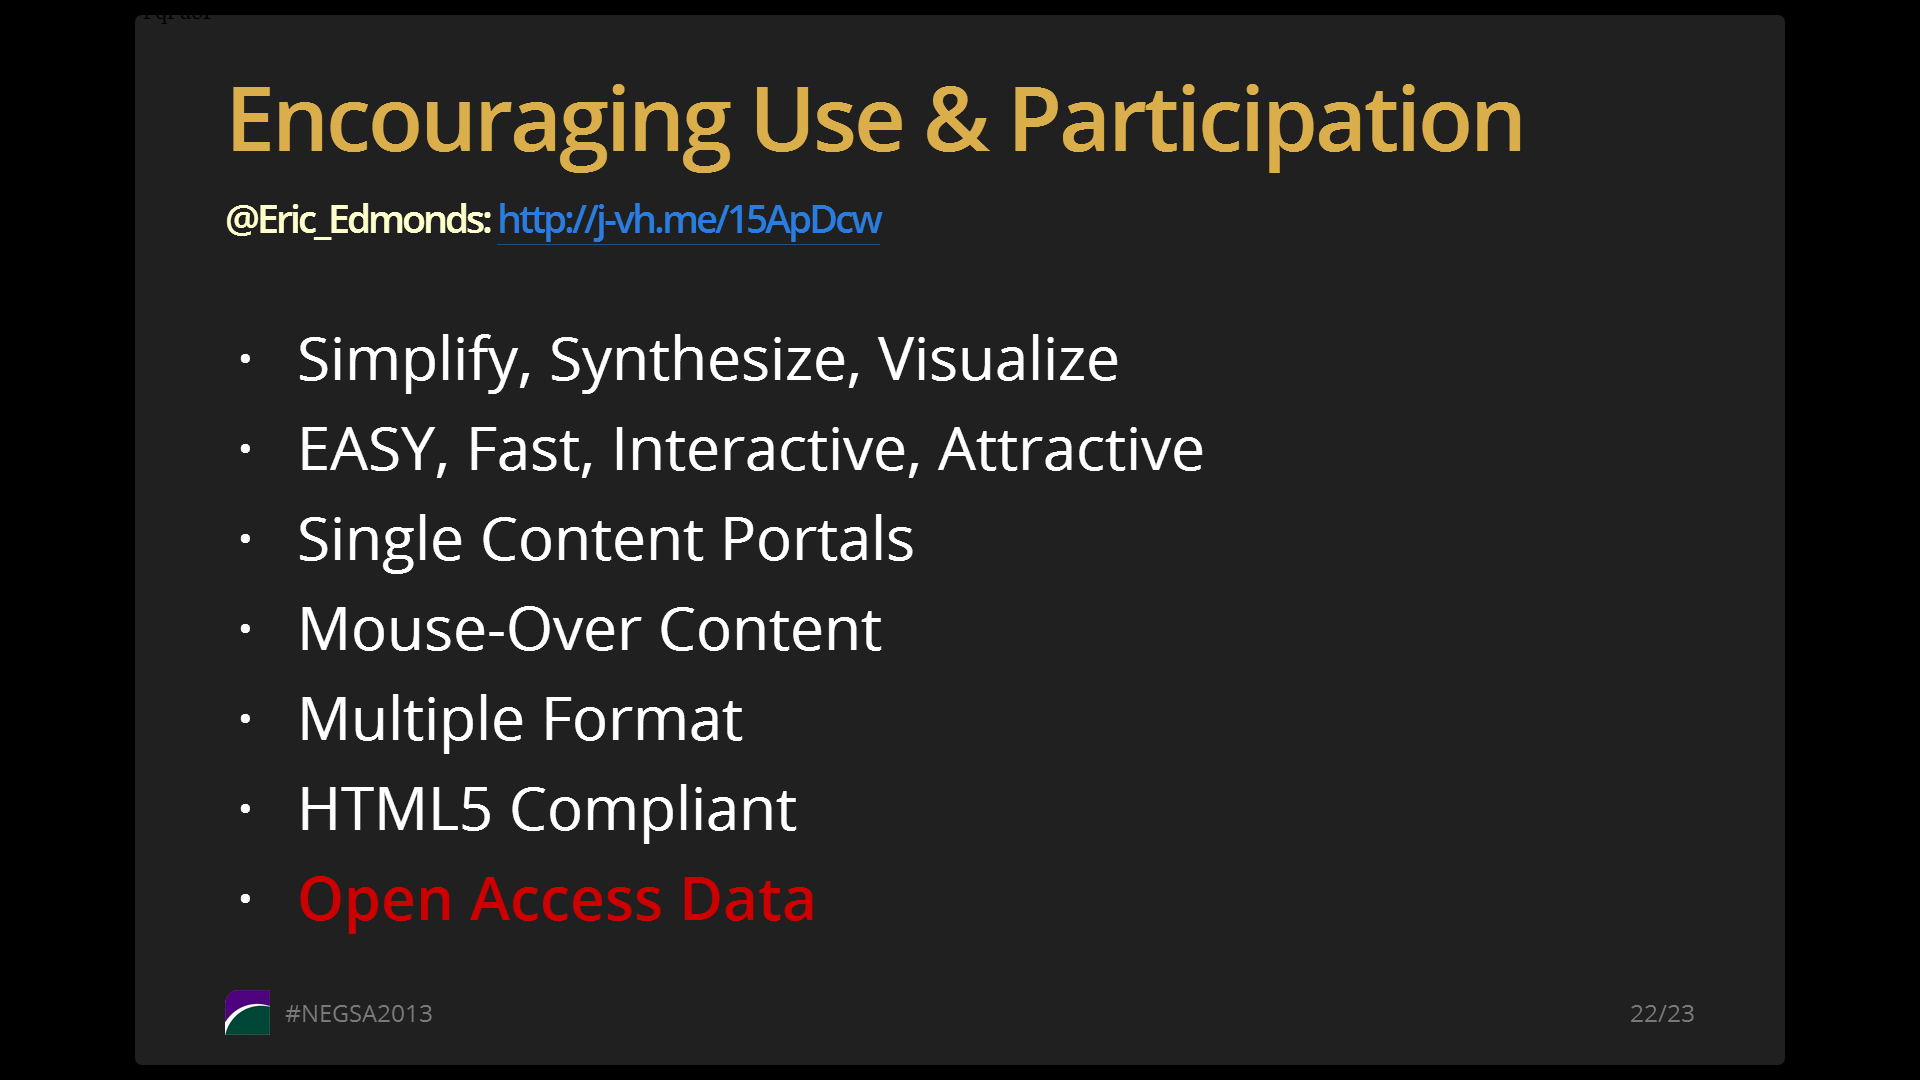 Encouraging Use & Participation
@Eric_Edmonds: http://j-vh.me/15ApDcw
• Simplify, Synthesize, Visualize
• EASY, Fast, Interactive, Attractive
• Single Content Portals
• Mouse-Over Content
• Multiple Format
• HTML5 Compliant
• Open Access Data
#NEGSA2013
22/23